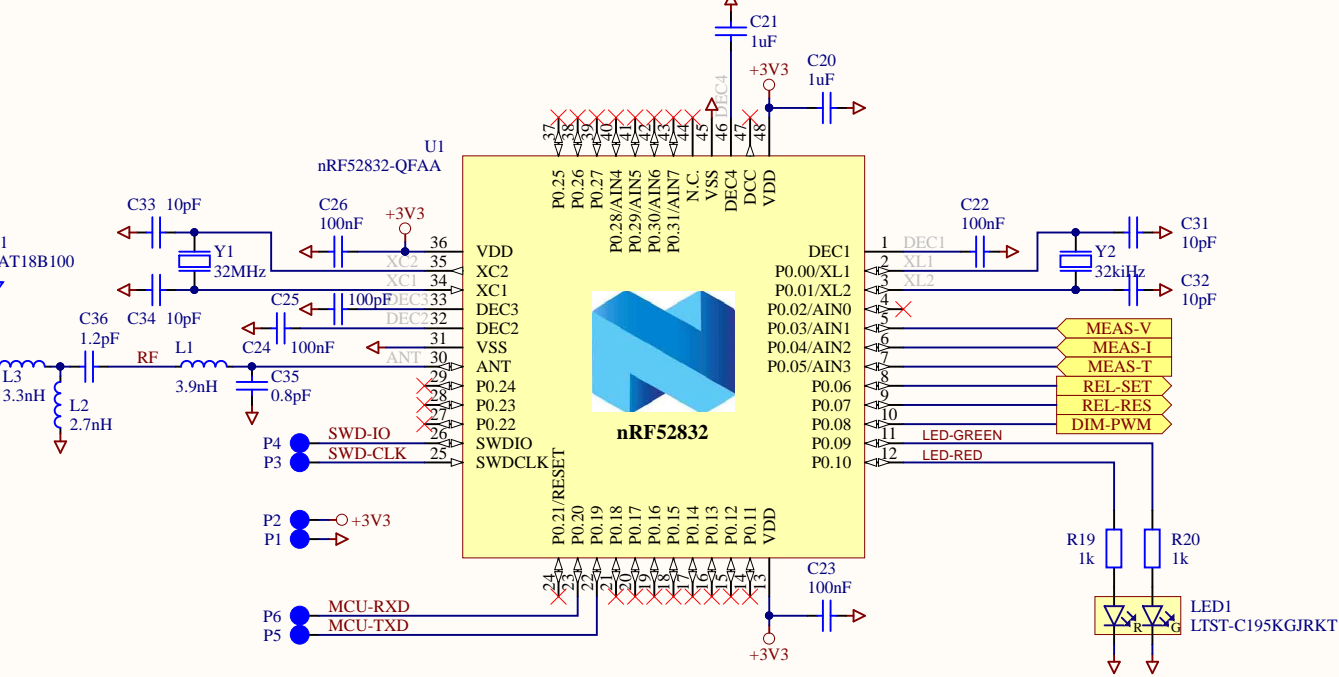 C21
1uF
C20
1uF
+3V3
DEC4
37
38
39
40
41
42
43
44
45
46
47
48
U1
nRF52832-QFAA
P0.25
P0.26
P0.27
P0.28/AIN4
P0.29/AIN5
P0.30/AIN6
P0.31/AIN7
N.C.
VSS
DEC4
DCC
VDD
C33 10pF
Y1
32MHz
C34 10pF
C26
100nF
+3V3
C25
100pF
C24
100nF
XC2
XC1
DEC3
DEC2
ANT
36 VDD
35 XC2
34 XC1
33 DEC3
32 DEC2
31 VSS
30 ANT
29 P0.24
28 P0.23
27 P0.22
26 SWDIO
25 SWDCLK
1
AT18B100
C36
1.2pF
RF
L1
3.9nH
C35
0.8pF
L3
3.3nH
L2
2.7nH
P4 SWD-IO
P3 SWD-CLK
P2 +3V3
P1
P6 MCU-RXD
P5 MCU-TXD
nRF52832
DEC1 1 DEC1
P0.00/XL1 2 XL1
P0.01/XL2 3 XL2
P0.02/AIN0 4
P0.03/AIN1 5 MEAS-V
P0.04/AIN2 6 MEAS-I
P0.05/AIN3 7 MEAS-T
P0.06 8 REL-SET
P0.07 9 REL-RES
P0.08 10 DIM-PWM
P0.09 11 LED-GREEN
P0.10 12 LED-RED
C22
100nF
Y2
32kiHz
C31
10pF
C32
10pF
P0.21/RESET
P0.20
P0.19
P0.18
P0.17
P0.16
P0.15
P0.14
P0.13
P0.12
P0.11
VDD
24
23
22
21
20
19
18
17
16
15
14
13
C23
100nF
+3V3
R19
1k
R20
1k
R
G
LED1
LTST-C195KGJRKT